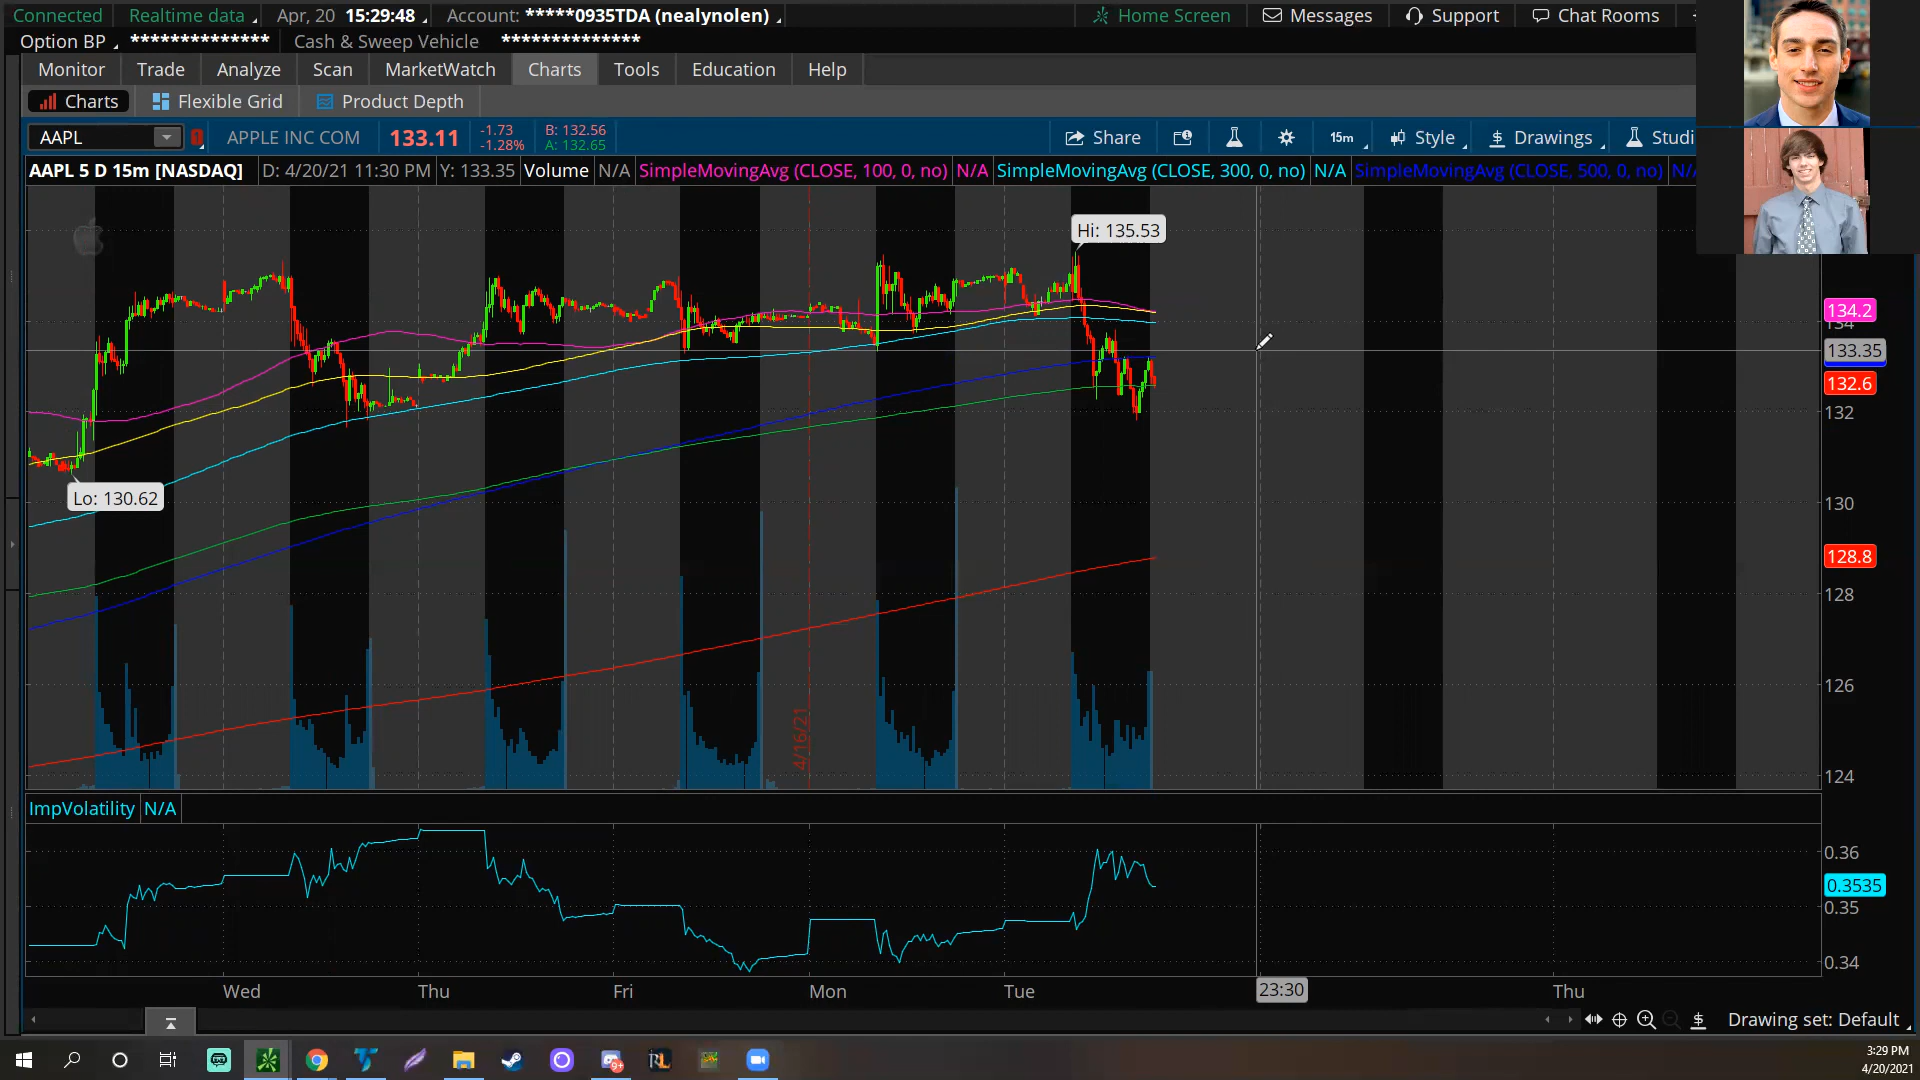 Connected Realtime data Apr, 20 15:29:48 Account: *****0935TDA (nealynolen) Home Screen Messages Support Chat Rooms
Option BP ************** Cash & Sweep Vehicle **************
Monitor Trade Analyze Scan MarketWatch Charts Tools Education Help
Charts Flexible Grid Product Depth
AAPL APPLE INC COM 133.11 -1.73 -1.28% B: 132.56 A: 132.65 Share 15m Style $ Drawings Studi
AAPL 5 D 15m [NASDAQ] D: 4/20/21 11:30 PM Y: 133.35 Volume N/A SimpleMovingAvg (CLOSE, 100, 0, no) N/A SimpleMovingAvg (CLOSE, 300, 0, no) N/A SimpleMovingAvg (CLOSE, 500, 0, no)
Hi: 135.53
134.2
134
133.35
132.6
132
Lo: 130.62
130
128.8
128
126
4/16/21
124
ImpVolatility N/A
0.36
0.3535
0.35
0.34
Wed Thu Fri Mon Tue 23:30 Thu
Drawing set: Default
9+ RL
3:29 PM
4/20/2021